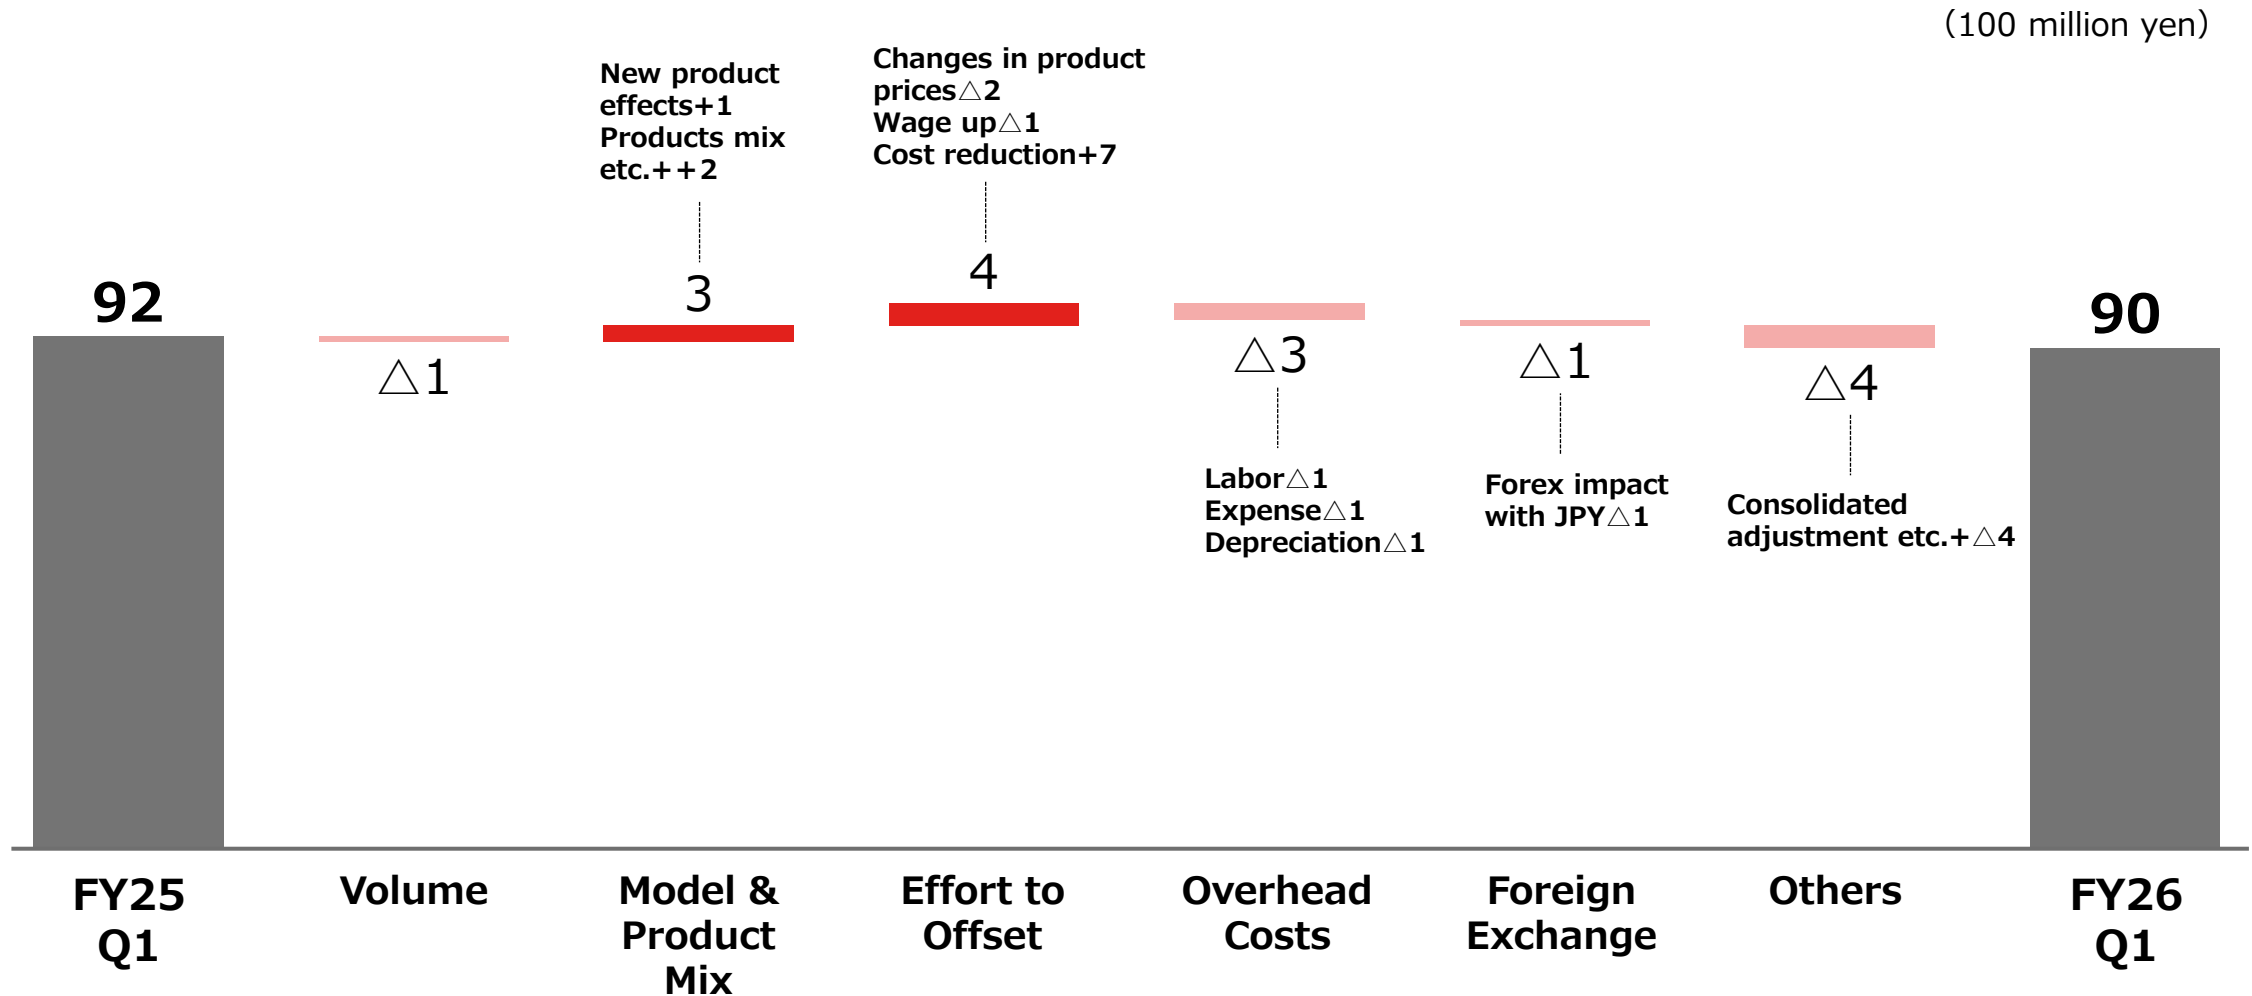 （100 million yen）
New product
effects+1
Products mix
etc.+＋2
Changes in product
prices△2
Wage up△1
Cost reduction+7
92
△1
3
4
△3
△1
△4
90
Labor△1
Expense△1
Depreciation△1
Forex impact
with JPY△1
Consolidated
adjustment etc.+△4
FY25
Q1
Volume
Model &
Product
Mix
Effort to
Offset
Overhead
Costs
Foreign
Exchange
Others
FY26
Q1